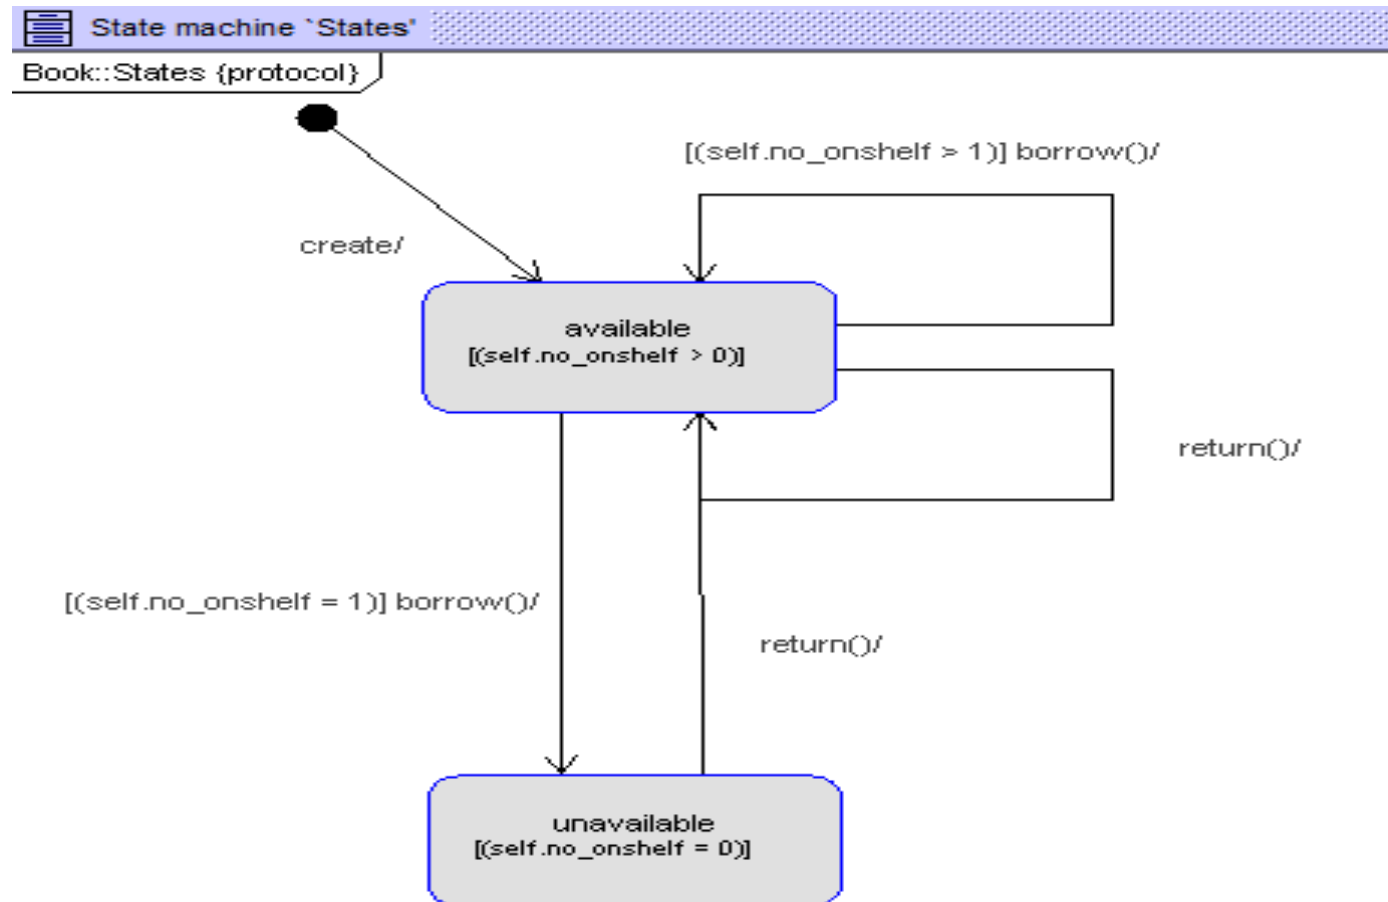 State machine `States'
Book::States {protocol}
[(self.no_onshelf > 1)] borrow()/
create/
available
[(self.no_onshelf > 0)]
return()/
[(self.no_onshelf = 1)] borrow()/
return()/
unavailable
[(self.no_onshelf = 0)]